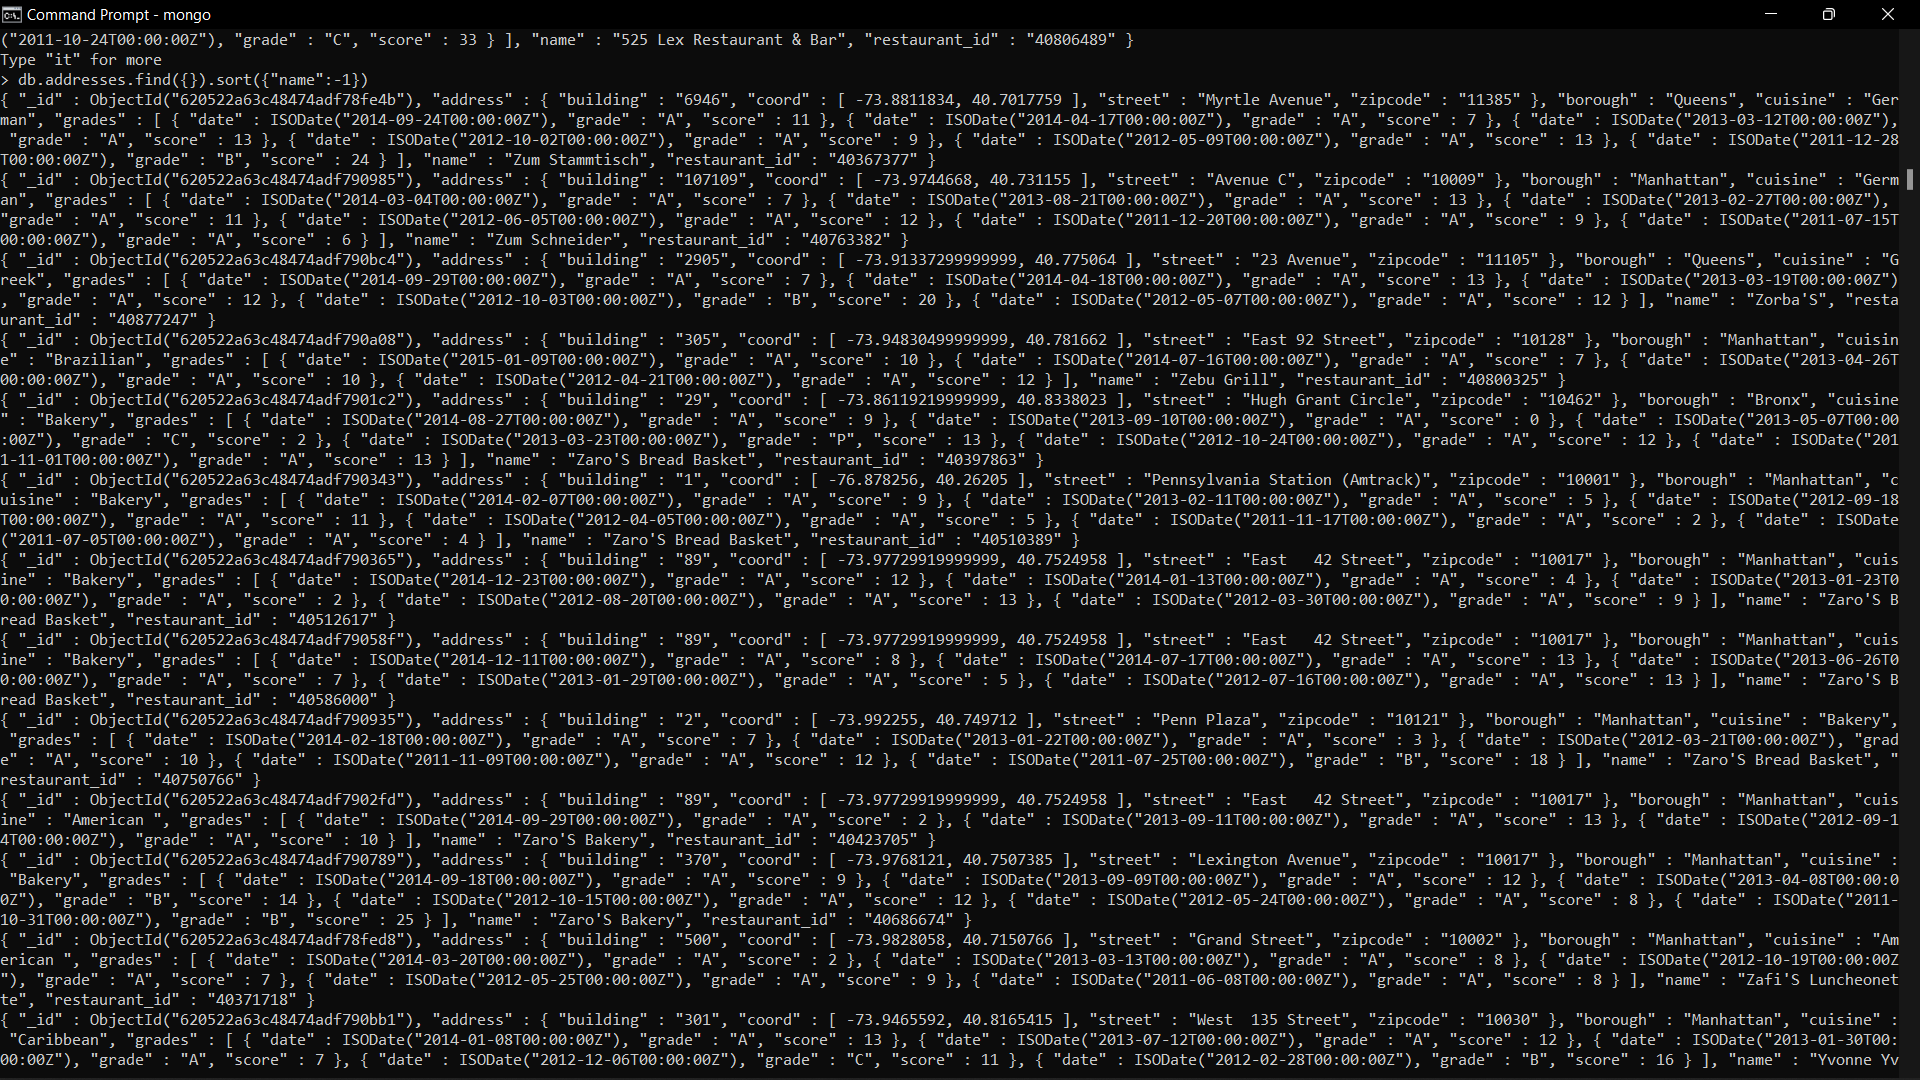 Command Prompt - mongo
("2011-10-24T00:00:00Z"), "grade" : "C", "score" : 33 } ], "name" : "525 Lex Restaurant & Bar", "restaurant_id" : "40806489" }
Type "it" for more
> db.addresses.find({}).sort({"name":-1})
{ "_id" : ObjectId("620522a63c48474adf78fe4b"), "address" : { "building" : "6946", "coord" : [ -73.8811834, 40.7017759 ], "street" : "Myrtle Avenue", "zipcode" : "11385" }, "borough" : "Queens", "cuisine" : "Ger
man", "grades" : [ { "date" : ISODate("2014-09-24T00:00:00Z"), "grade" : "A", "score" : 11 }, { "date" : ISODate("2014-04-17T00:00:00Z"), "grade" : "A", "score" : 7 }, { "date" : ISODate("2013-03-12T00:00:00Z"),
 "grade" : "A", "score" : 13 }, { "date" : ISODate("2012-10-02T00:00:00Z"), "grade" : "A", "score" : 9 }, { "date" : ISODate("2012-05-09T00:00:00Z"), "grade" : "A", "score" : 13 }, { "date" : ISODate("2011-12-28
T00:00:00Z"), "grade" : "B", "score" : 24 } ], "name" : "Zum Stammtisch", "restaurant_id" : "40367377" }
{ "_id" : ObjectId("620522a63c48474adf790985"), "address" : { "building" : "107109", "coord" : [ -73.9744668, 40.731155 ], "street" : "Avenue C", "zipcode" : "10009" }, "borough" : "Manhattan", "cuisine" : "Germ
an", "grades" : [ { "date" : ISODate("2014-03-04T00:00:00Z"), "grade" : "A", "score" : 7 }, { "date" : ISODate("2013-08-21T00:00:00Z"), "grade" : "A", "score" : 13 }, { "date" : ISODate("2013-02-27T00:00:00Z"),
"grade" : "A", "score" : 11 }, { "date" : ISODate("2012-06-05T00:00:00Z"), "grade" : "A", "score" : 12 }, { "date" : ISODate("2011-12-20T00:00:00Z"), "grade" : "A", "score" : 9 }, { "date" : ISODate("2011-07-15T
00:00:00Z"), "grade" : "A", "score" : 6 } ], "name" : "Zum Schneider", "restaurant_id" : "40763382" }
{ "_id" : ObjectId("620522a63c48474adf790bc4"), "address" : { "building" : "2905", "coord" : [ -73.91337299999999, 40.775064 ], "street" : "23 Avenue", "zipcode" : "11105" }, "borough" : "Queens", "cuisine" : "G
reek", "grades" : [ { "date" : ISODate("2014-09-29T00:00:00Z"), "grade" : "A", "score" : 7 }, { "date" : ISODate("2014-04-18T00:00:00Z"), "grade" : "A", "score" : 13 }, { "date" : ISODate("2013-03-19T00:00:00Z")
, "grade" : "A", "score" : 12 }, { "date" : ISODate("2012-10-03T00:00:00Z"), "grade" : "B", "score" : 20 }, { "date" : ISODate("2012-05-07T00:00:00Z"), "grade" : "A", "score" : 12 } ], "name" : "Zorba'S", "resta
urant_id" : "40877247" }
{ "_id" : ObjectId("620522a63c48474adf790a08"), "address" : { "building" : "305", "coord" : [ -73.94830499999999, 40.781662 ], "street" : "East 92 Street", "zipcode" : "10128" }, "borough" : "Manhattan", "cuisin
e" : "Brazilian", "grades" : [ { "date" : ISODate("2015-01-09T00:00:00Z"), "grade" : "A", "score" : 10 }, { "date" : ISODate("2014-07-16T00:00:00Z"), "grade" : "A", "score" : 7 }, { "date" : ISODate("2013-04-26T
00:00:00Z"), "grade" : "A", "score" : 10 }, { "date" : ISODate("2012-04-21T00:00:00Z"), "grade" : "A", "score" : 12 } ], "name" : "Zebu Grill", "restaurant_id" : "40800325" }
{ "_id" : ObjectId("620522a63c48474adf7901c2"), "address" : { "building" : "29", "coord" : [ -73.86119219999999, 40.8338023 ], "street" : "Hugh Grant Circle", "zipcode" : "10462" }, "borough" : "Bronx", "cuisine
" : "Bakery", "grades" : [ { "date" : ISODate("2014-08-27T00:00:00Z"), "grade" : "A", "score" : 9 }, { "date" : ISODate("2013-09-10T00:00:00Z"), "grade" : "A", "score" : 0 }, { "date" : ISODate("2013-05-07T00:00
:00Z"), "grade" : "C", "score" : 2 }, { "date" : ISODate("2013-03-23T00:00:00Z"), "grade" : "P", "score" : 13 }, { "date" : ISODate("2012-10-24T00:00:00Z"), "grade" : "A", "score" : 12 }, { "date" : ISODate("201
1-11-01T00:00:00Z"), "grade" : "A", "score" : 13 } ], "name" : "Zaro'S Bread Basket", "restaurant_id" : "40397863" }
{ "_id" : ObjectId("620522a63c48474adf790343"), "address" : { "building" : "1", "coord" : [ -76.878256, 40.26205 ], "street" : "Pennsylvania Station (Amtrack)", "zipcode" : "10001" }, "borough" : "Manhattan", "c
uisine" : "Bakery", "grades" : [ { "date" : ISODate("2014-02-07T00:00:00Z"), "grade" : "A", "score" : 9 }, { "date" : ISODate("2013-02-11T00:00:00Z"), "grade" : "A", "score" : 5 }, { "date" : ISODate("2012-09-18
T00:00:00Z"), "grade" : "A", "score" : 11 }, { "date" : ISODate("2012-04-05T00:00:00Z"), "grade" : "A", "score" : 5 }, { "date" : ISODate("2011-11-17T00:00:00Z"), "grade" : "A", "score" : 2 }, { "date" : ISODate
("2011-07-05T00:00:00Z"), "grade" : "A", "score" : 4 } ], "name" : "Zaro'S Bread Basket", "restaurant_id" : "40510389" }
{ "_id" : ObjectId("620522a63c48474adf790365"), "address" : { "building" : "89", "coord" : [ -73.97729919999999, 40.7524958 ], "street" : "East   42 Street", "zipcode" : "10017" }, "borough" : "Manhattan", "cuis
ine" : "Bakery", "grades" : [ { "date" : ISODate("2014-12-23T00:00:00Z"), "grade" : "A", "score" : 12 }, { "date" : ISODate("2014-01-13T00:00:00Z"), "grade" : "A", "score" : 4 }, { "date" : ISODate("2013-01-23T0
0:00:00Z"), "grade" : "A", "score" : 2 }, { "date" : ISODate("2012-08-20T00:00:00Z"), "grade" : "A", "score" : 13 }, { "date" : ISODate("2012-03-30T00:00:00Z"), "grade" : "A", "score" : 9 } ], "name" : "Zaro'S B
read Basket", "restaurant_id" : "40512617" }
{ "_id" : ObjectId("620522a63c48474adf79058f"), "address" : { "building" : "89", "coord" : [ -73.97729919999999, 40.7524958 ], "street" : "East   42 Street", "zipcode" : "10017" }, "borough" : "Manhattan", "cuis
ine" : "Bakery", "grades" : [ { "date" : ISODate("2014-12-11T00:00:00Z"), "grade" : "A", "score" : 8 }, { "date" : ISODate("2014-07-17T00:00:00Z"), "grade" : "A", "score" : 13 }, { "date" : ISODate("2013-06-26T0
0:00:00Z"), "grade" : "A", "score" : 7 }, { "date" : ISODate("2013-01-29T00:00:00Z"), "grade" : "A", "score" : 5 }, { "date" : ISODate("2012-07-16T00:00:00Z"), "grade" : "A", "score" : 13 } ], "name" : "Zaro'S B
read Basket", "restaurant_id" : "40586000" }
{ "_id" : ObjectId("620522a63c48474adf790935"), "address" : { "building" : "2", "coord" : [ -73.992255, 40.749712 ], "street" : "Penn Plaza", "zipcode" : "10121" }, "borough" : "Manhattan", "cuisine" : "Bakery",
 "grades" : [ { "date" : ISODate("2014-02-18T00:00:00Z"), "grade" : "A", "score" : 7 }, { "date" : ISODate("2013-01-22T00:00:00Z"), "grade" : "A", "score" : 3 }, { "date" : ISODate("2012-03-21T00:00:00Z"), "grad
e" : "A", "score" : 10 }, { "date" : ISODate("2011-11-09T00:00:00Z"), "grade" : "A", "score" : 12 }, { "date" : ISODate("2011-07-25T00:00:00Z"), "grade" : "B", "score" : 18 } ], "name" : "Zaro'S Bread Basket", "
restaurant_id" : "40750766" }
{ "_id" : ObjectId("620522a63c48474adf7902fd"), "address" : { "building" : "89", "coord" : [ -73.97729919999999, 40.7524958 ], "street" : "East   42 Street", "zipcode" : "10017" }, "borough" : "Manhattan", "cuis
ine" : "American ", "grades" : [ { "date" : ISODate("2014-09-29T00:00:00Z"), "grade" : "A", "score" : 2 }, { "date" : ISODate("2013-09-11T00:00:00Z"), "grade" : "A", "score" : 13 }, { "date" : ISODate("2012-09-1
4T00:00:00Z"), "grade" : "A", "score" : 10 } ], "name" : "Zaro'S Bakery", "restaurant_id" : "40423705" }
{ "_id" : ObjectId("620522a63c48474adf790789"), "address" : { "building" : "370", "coord" : [ -73.9768121, 40.7507385 ], "street" : "Lexington Avenue", "zipcode" : "10017" }, "borough" : "Manhattan", "cuisine" :
 "Bakery", "grades" : [ { "date" : ISODate("2014-09-18T00:00:00Z"), "grade" : "A", "score" : 9 }, { "date" : ISODate("2013-09-09T00:00:00Z"), "grade" : "A", "score" : 12 }, { "date" : ISODate("2013-04-08T00:00:0
0Z"), "grade" : "B", "score" : 14 }, { "date" : ISODate("2012-10-15T00:00:00Z"), "grade" : "A", "score" : 12 }, { "date" : ISODate("2012-05-24T00:00:00Z"), "grade" : "A", "score" : 8 }, { "date" : ISODate("2011-
10-31T00:00:00Z"), "grade" : "B", "score" : 25 } ], "name" : "Zaro'S Bakery", "restaurant_id" : "40686674" }
{ "_id" : ObjectId("620522a63c48474adf78fed8"), "address" : { "building" : "500", "coord" : [ -73.9828058, 40.7150766 ], "street" : "Grand Street", "zipcode" : "10002" }, "borough" : "Manhattan", "cuisine" : "Am
erican ", "grades" : [ { "date" : ISODate("2014-03-20T00:00:00Z"), "grade" : "A", "score" : 2 }, { "date" : ISODate("2013-03-13T00:00:00Z"), "grade" : "A", "score" : 8 }, { "date" : ISODate("2012-10-19T00:00:00Z
"), "grade" : "A", "score" : 7 }, { "date" : ISODate("2012-05-25T00:00:00Z"), "grade" : "A", "score" : 9 }, { "date" : ISODate("2011-06-08T00:00:00Z"), "grade" : "A", "score" : 8 } ], "name" : "Zafi'S Luncheonet
te", "restaurant_id" : "40371718" }
{ "_id" : ObjectId("620522a63c48474adf790bb1"), "address" : { "building" : "301", "coord" : [ -73.9465592, 40.8165415 ], "street" : "West  135 Street", "zipcode" : "10030" }, "borough" : "Manhattan", "cuisine" :
 "Caribbean", "grades" : [ { "date" : ISODate("2014-01-08T00:00:00Z"), "grade" : "A", "score" : 13 }, { "date" : ISODate("2013-07-12T00:00:00Z"), "grade" : "A", "score" : 12 }, { "date" : ISODate("2013-01-30T00:
00:00Z"), "grade" : "A", "score" : 7 }, { "date" : ISODate("2012-12-06T00:00:00Z"), "grade" : "C", "score" : 11 }, { "date" : ISODate("2012-02-28T00:00:00Z"), "grade" : "B", "score" : 16 } ], "name" : "Yvonne Yv